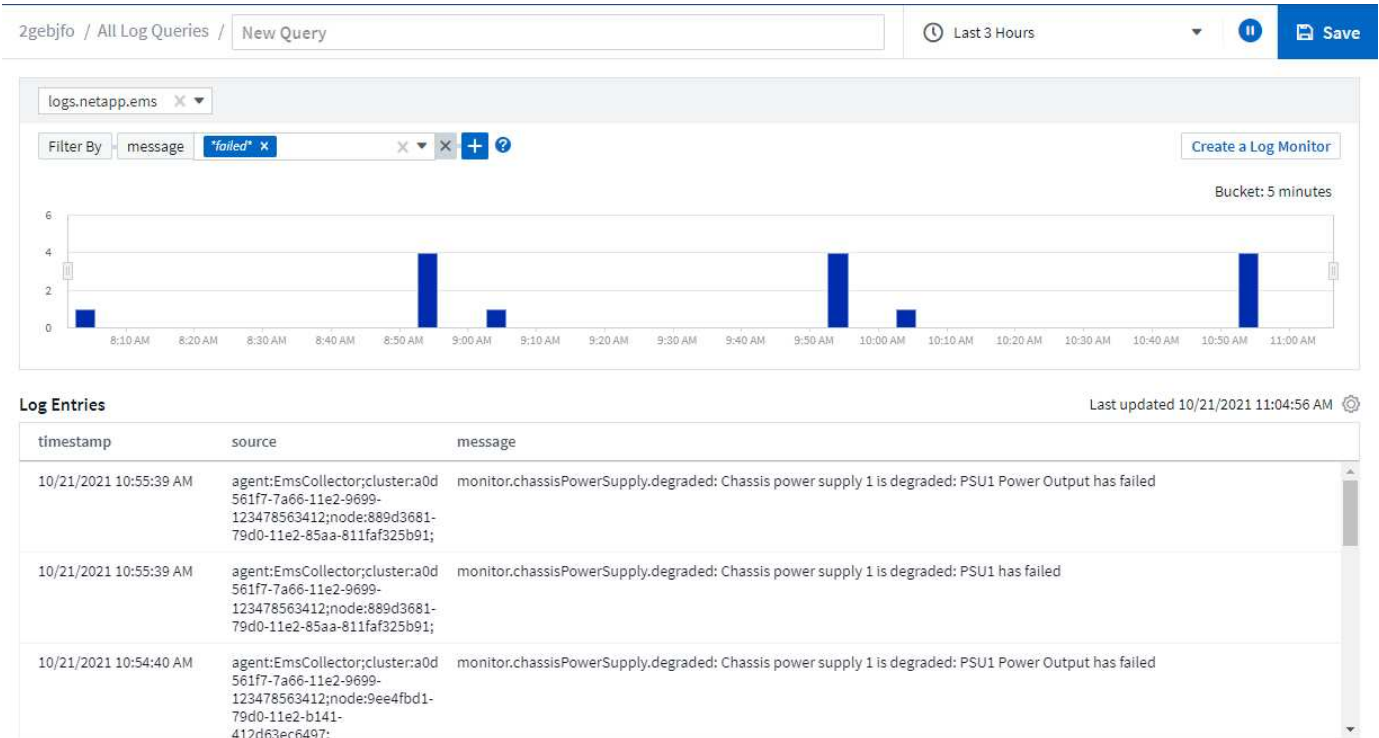 2gebjfo / All Log Queries / New Query
Last 3 Hours
Save
logs.netapp.ems
Filter By message *failed*
Create a Log Monitor
Bucket: 5 minutes
6
4
2
0
8:10 AM 8:20 AM 8:30 AM 8:40 AM 8:50 AM 9:00 AM 9:10 AM 9:20 AM 9:30 AM 9:40 AM 9:50 AM 10:00 AM 10:10 AM 10:20 AM 10:30 AM 10:40 AM 10:50 AM 11:00 AM
Log Entries
Last updated 10/21/2021 11:04:56 AM
timestamp source message
10/21/2021 10:55:39 AM agent:EmsCollector;cluster:a0d monitor.chassisPowerSupply.degraded: Chassis power supply 1 is degraded: PSU1 Power Output has failed
561f7-7a66-11e2-9699-
123478563412;node:889d3681-
79d0-11e2-85aa-811faf325b91;
10/21/2021 10:55:39 AM agent:EmsCollector;cluster:a0d monitor.chassisPowerSupply.degraded: Chassis power supply 1 is degraded: PSU1 has failed
561f7-7a66-11e2-9699-
123478563412;node:889d3681-
79d0-11e2-85aa-811faf325b91;
10/21/2021 10:54:40 AM agent:EmsCollector;cluster:a0d monitor.chassisPowerSupply.degraded: Chassis power supply 1 is degraded: PSU1 Power Output has failed
561f7-7a66-11e2-9699-
123478563412;node:9ee4fbd1-
79d0-11e2-b141-
412d63ec6497;